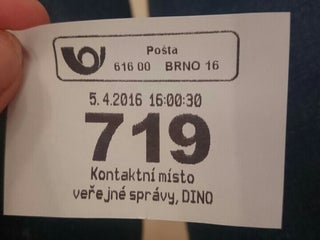 Pošta
616 00 BRNO 16
5.4.2016 16:00:30
719
Kontaktní místo
veřejné správy, DINO